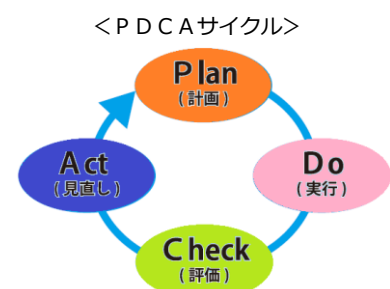 ＜ＰＤＣＡサイクル＞
Plan
(計画)
Act
(見直し)
Do
(実行)
Check
(評価)